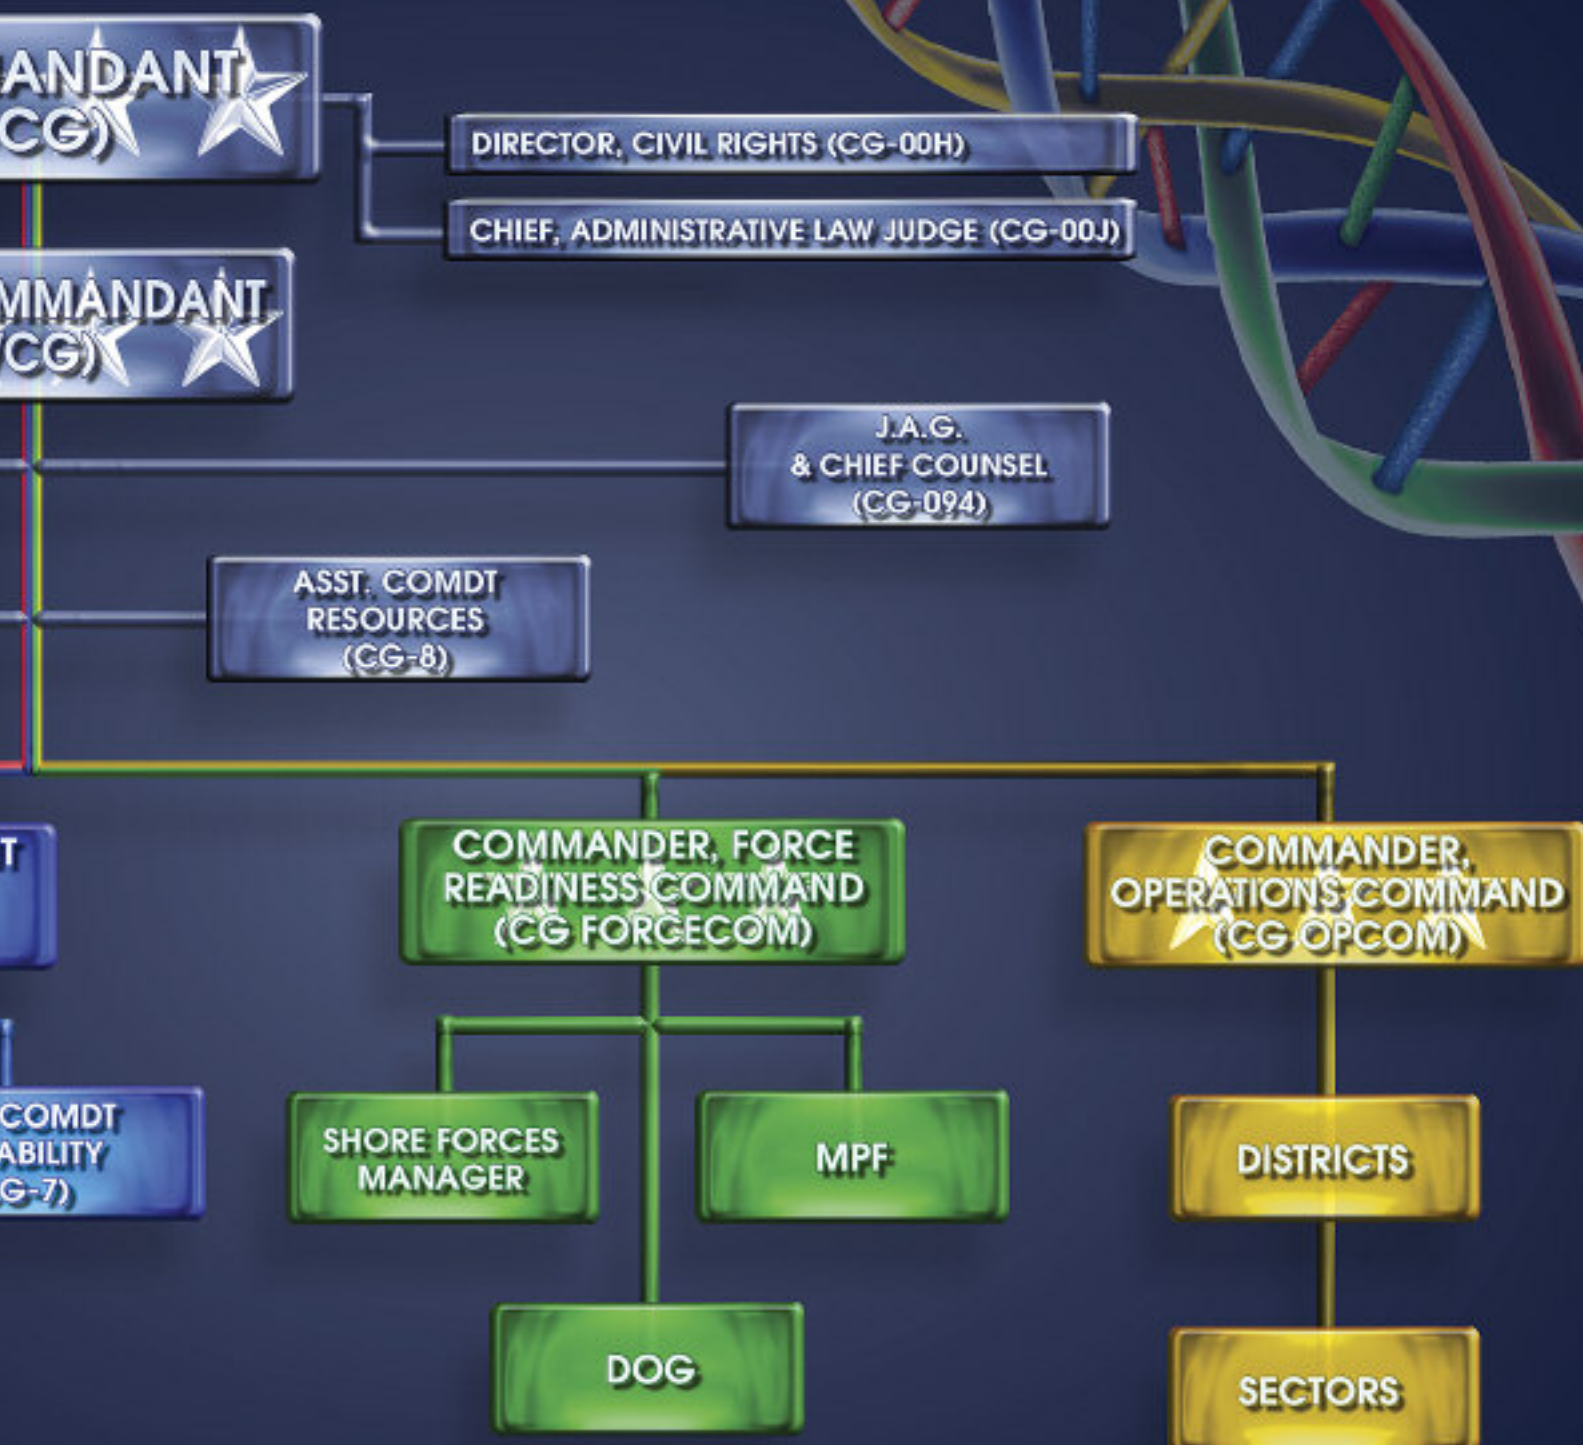 ANDANT
CG)
DIRECTOR, CIVIL RIGHTS (CG-00H)
CHIEF, ADMINISTRATIVE LAW JUDGE (CG-00J)
MMANDANT
/CG)
J.A.G.
& CHIEF COUNSEL
(CG-094)
ASST. COMDT
RESOURCES
(CG-8)
T
COMMANDER, FORCE
READINESS COMMAND
(CG FORCECOM)
COMMANDER,
OPERATIONS COMMAND
(CG OPCOM)
COMDT
ABILITY
G-7)
SHORE FORCES
MANAGER
MPF
DISTRICTS
DOG
SECTORS